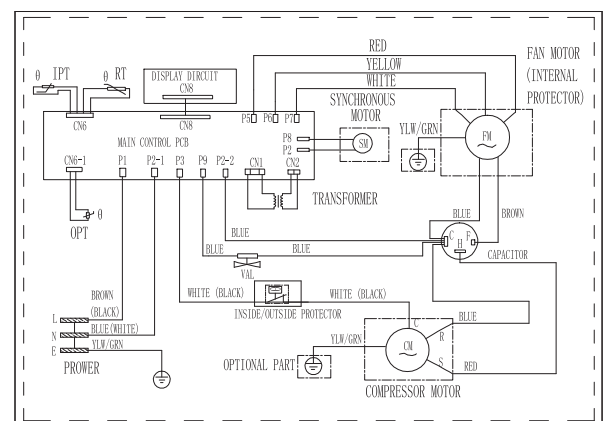 RED
YELLOW
WHITE
FAN MOTOR
(INTERNAL
PROTECTOR)
θ IPT
θ RT
DISPLAY DIRCUIT
CN8
CN6
CN8
P5
P6
P7
SYNCHRONOUS
MOTOR
YLW/GRN
FM
MAIN CONTROL PCB
P8
P2
SM
CN6-1
P1
P2-1
P3
P9
P2-2
CN1
CN2
TRANSFORMER
θ
OPT
BLUE
BROWN
BLUE
C
F
H
BLUE
BLUE
CAPACITOR
VAL
WHITE (BLACK)
WHITE (BLACK)
INSIDE/OUTSIDE PROTECTOR
BROWN
(BLACK)
L
BLUE(WHITE)
N
YLW/GRN
E
PROWER
C
BLUE
R
YLW/GRN
CM
OPTIONAL PART
S
RED
COMPRESSOR MOTOR